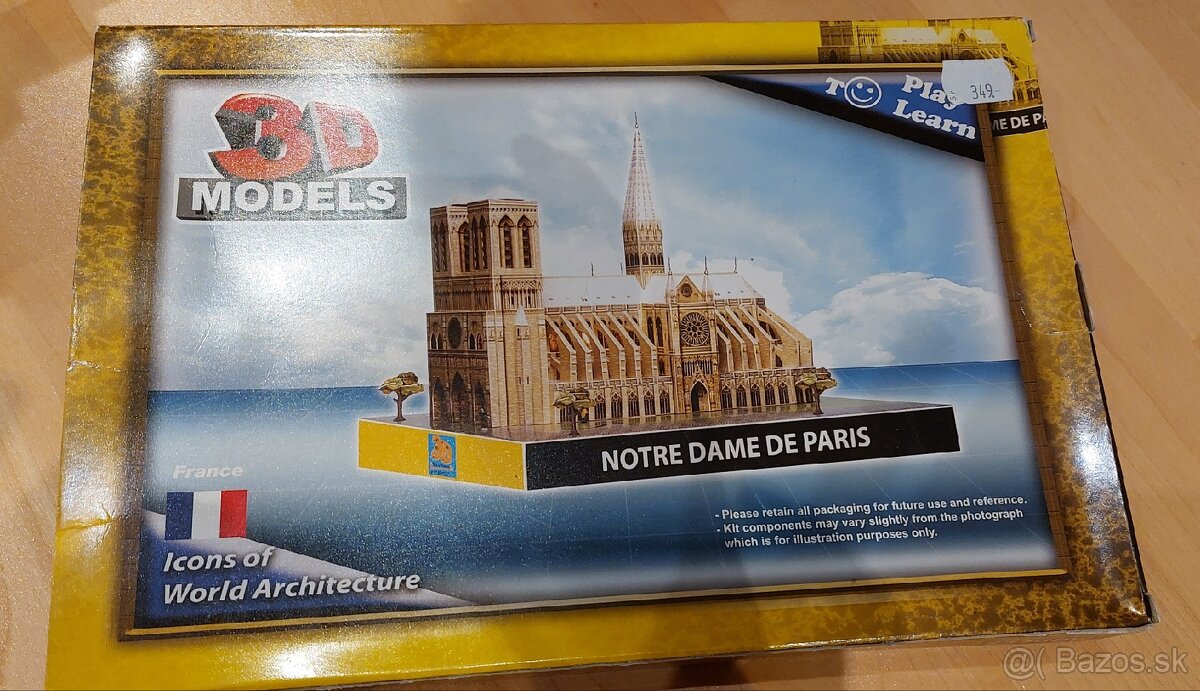 3D
MODELS
T Play
Learn
349.-
NOTRE DAME DE PARIS
France
- Please retain all packaging for future use and reference.
- Kit components may vary slightly from the photograph
which is for illustration purposes only.
Icons of
World Architecture
@( Bazos.sk